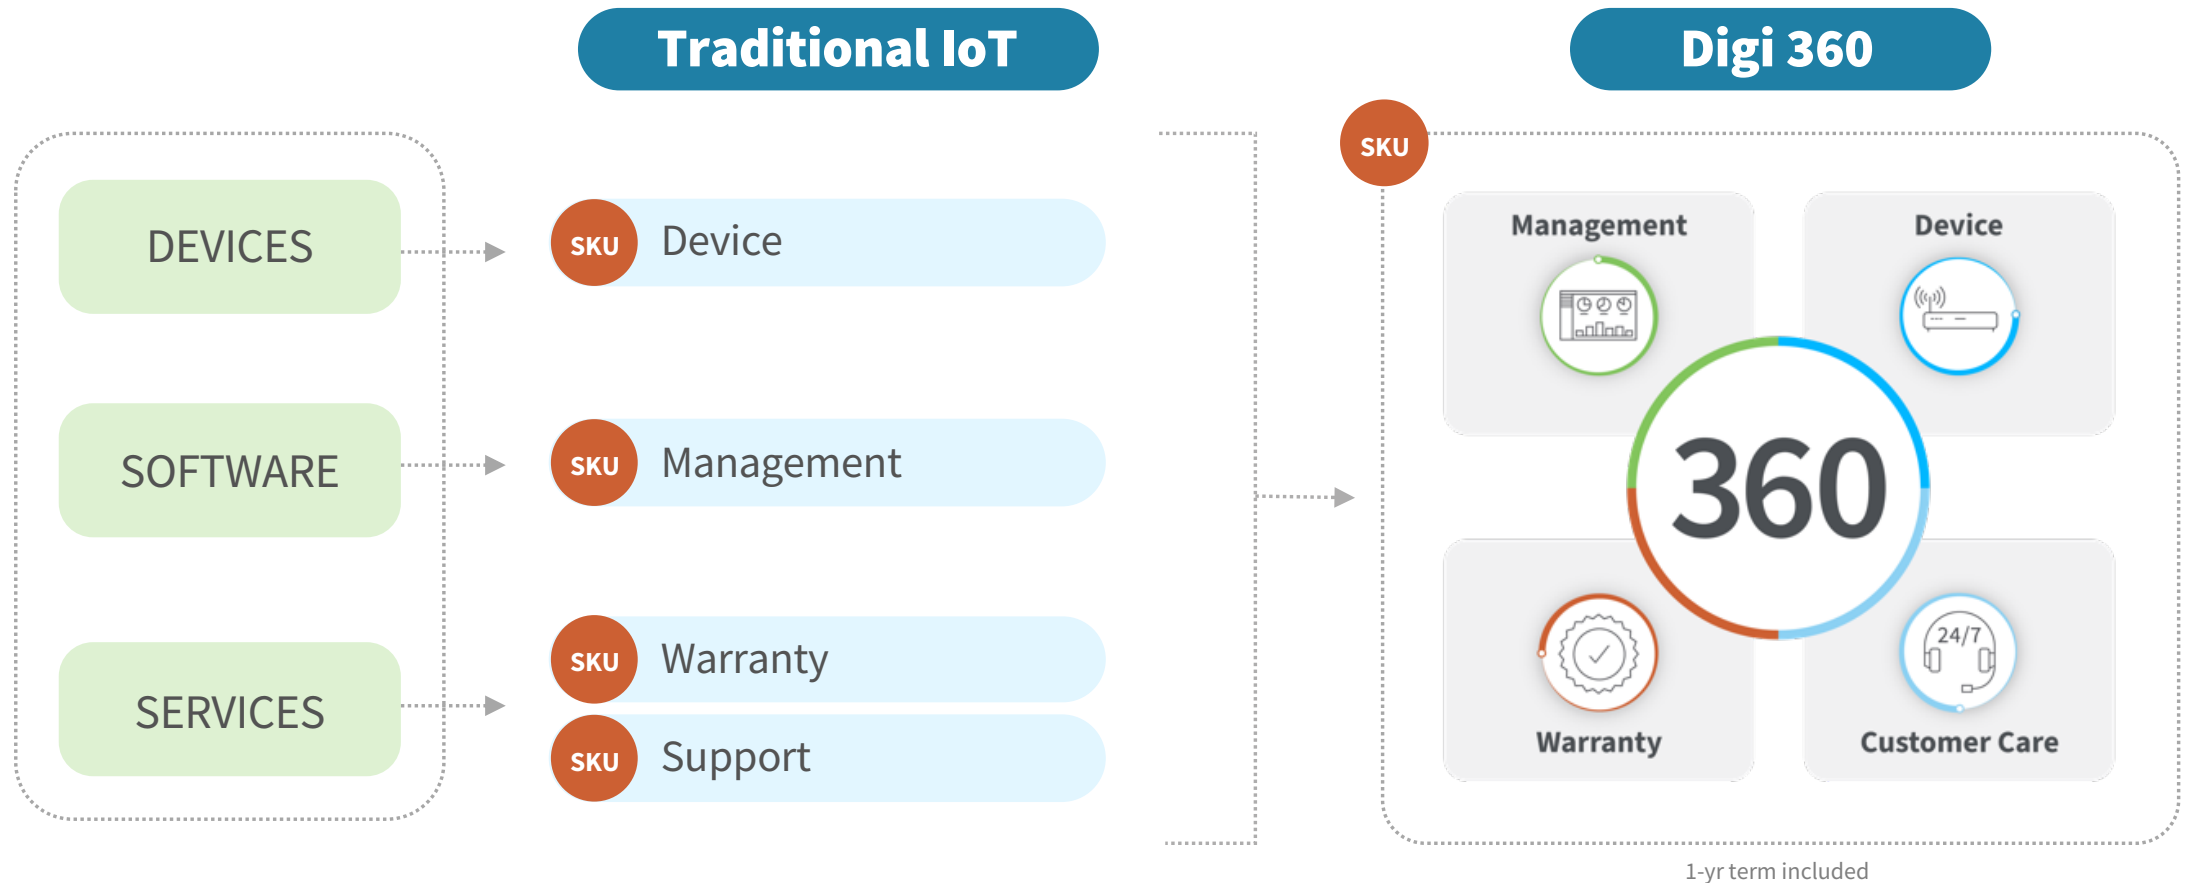 Traditional IoT
Digi 360
DEVICES
SOFTWARE
SERVICES
SKU Device
SKU Management
SKU Warranty
SKU Support
SKU
Management
Device
360
24/7
Warranty
Customer Care
1-yr term included